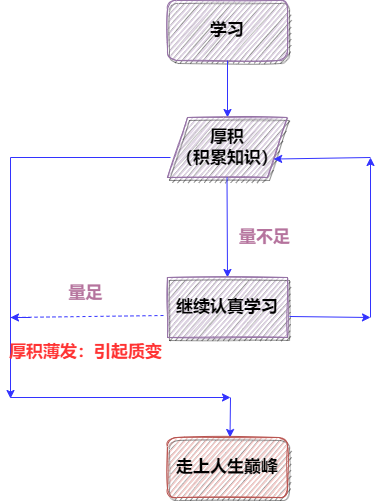 学习
厚积
（积累知识）
量不足
量足
继续认真学习
厚积薄发：引起质变
走上人生巅峰